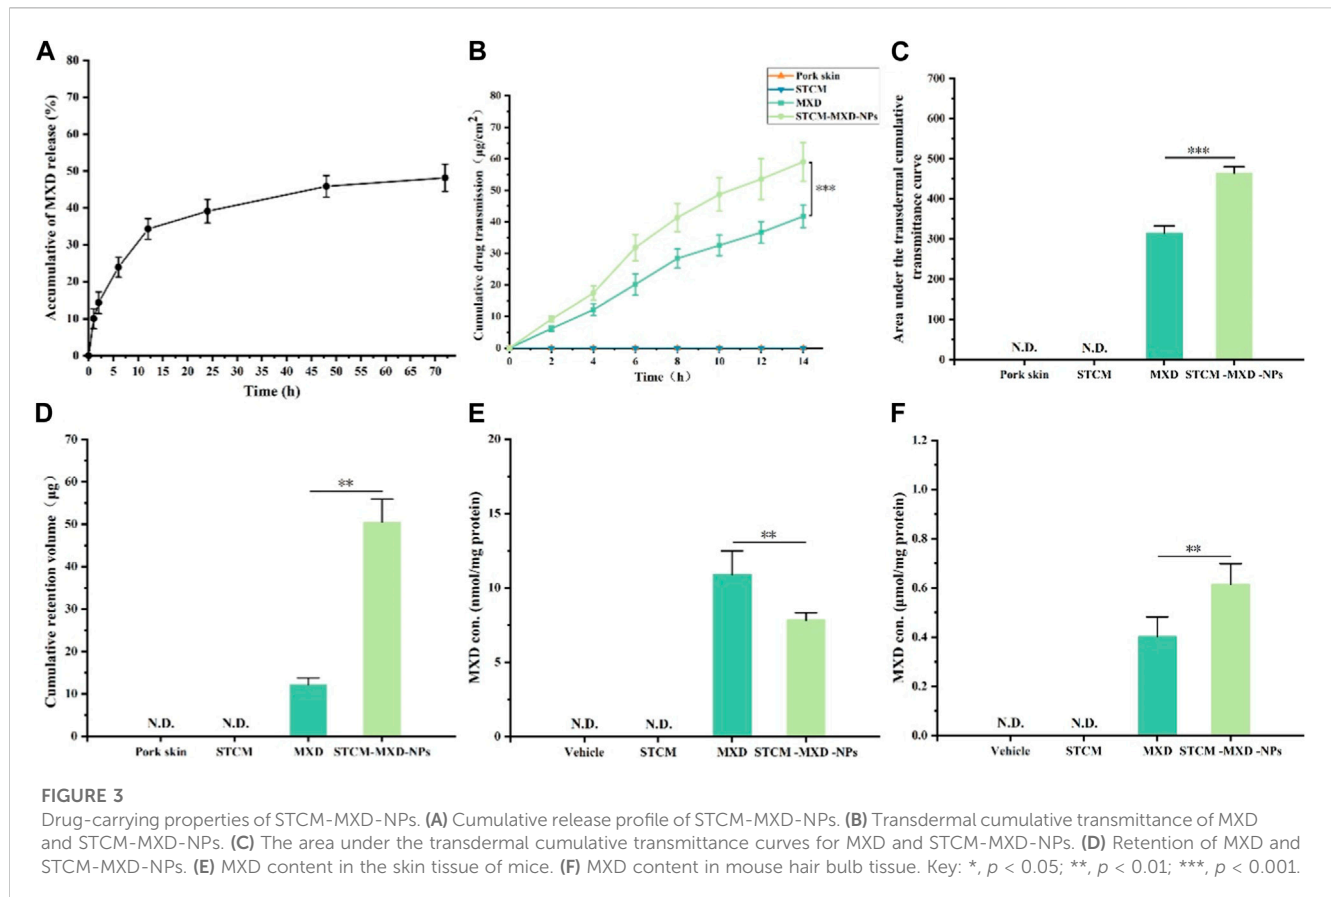 A
Accumulative of MXD release (%)
80
70
60
50
40
30
20
10
0
0 5 10 15 20 25 30 35 40 45 50 55 60 65 70
Time (h)
B
Cumulative drug transmission (μg/cm²)
Pork skin
STCM
MXD
STCM-MXD-NPs
80
70
60
50
40
30
20
10
0
***
0 2 4 6 8 10 12 14
Time (h)
C
Area under the transdermal cumulative
transmittance curve
700
600
500
400
300
200
100
0
***
N.D. N.D.
Pork skin STCM MXD STCM -MXD -NPs
D
Cumulative retention volume (μg)
70
60
50
40
30
20
10
0
**
N.D. N.D.
Pork skin STCM MXD STCM-MXD-NPs
E
MXD con. (nmol/mg protein)
20
15
10
5
0
**
N.D. N.D.
Vehicle STCM MXD STCM -MXD -NPs
F
MXD con. (μmol/mg protein)
1.2
1.0
0.8
0.6
0.4
0.2
0.0
**
N.D. N.D.
Vehicle STCM MXD STCM -MXD -NPs
FIGURE 3
Drug-carrying properties of STCM-MXD-NPs. (A) Cumulative release profile of STCM-MXD-NPs. (B) Transdermal cumulative transmittance of MXD
and STCM-MXD-NPs. (C) The area under the transdermal cumulative transmittance curves for MXD and STCM-MXD-NPs. (D) Retention of MXD and
STCM-MXD-NPs. (E) MXD content in the skin tissue of mice. (F) MXD content in mouse hair bulb tissue. Key: *, p < 0.05; **, p < 0.01; ***, p < 0.001.